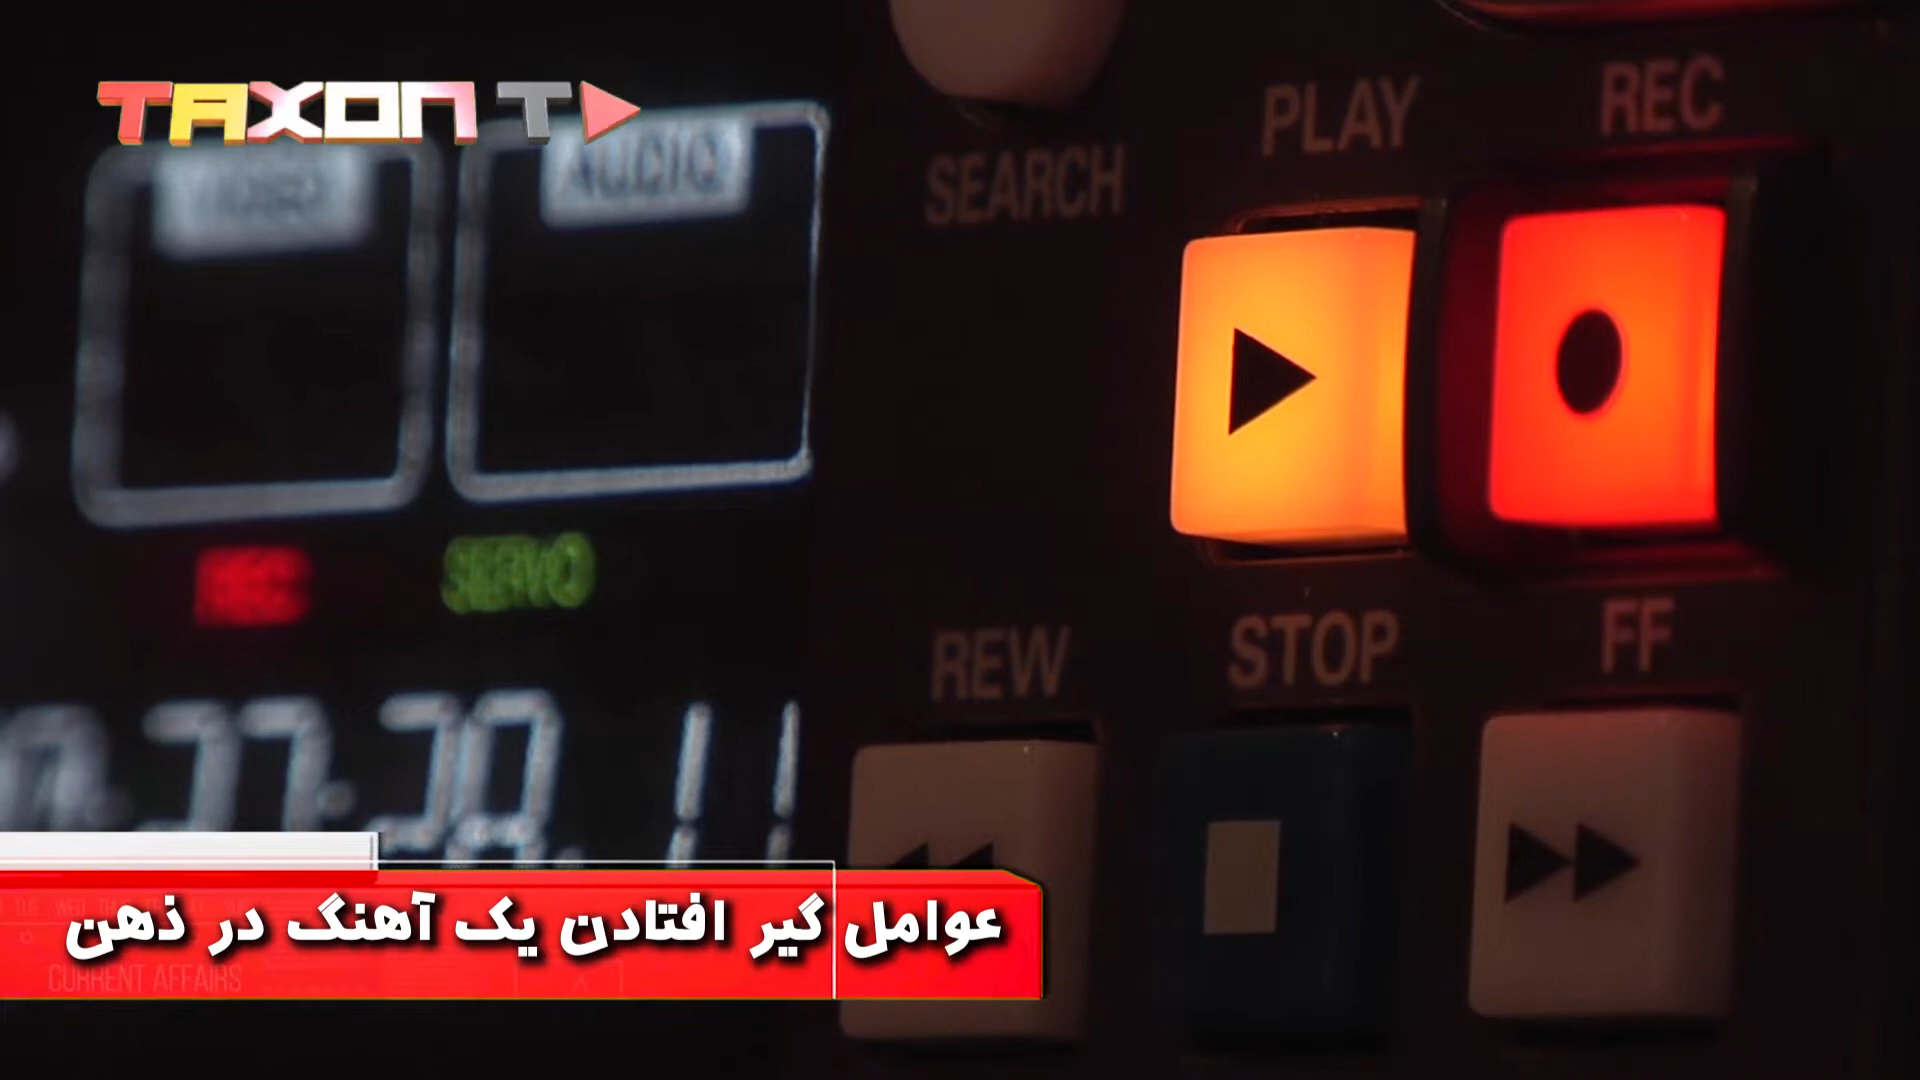 TAXON T
AUDIO
SEARCH
PLAY
REC
REC
SERVO
REW
STOP
FF
عوامل گیر افتادن یک آهنگ در ذهن
CURRENT AFFAIRS